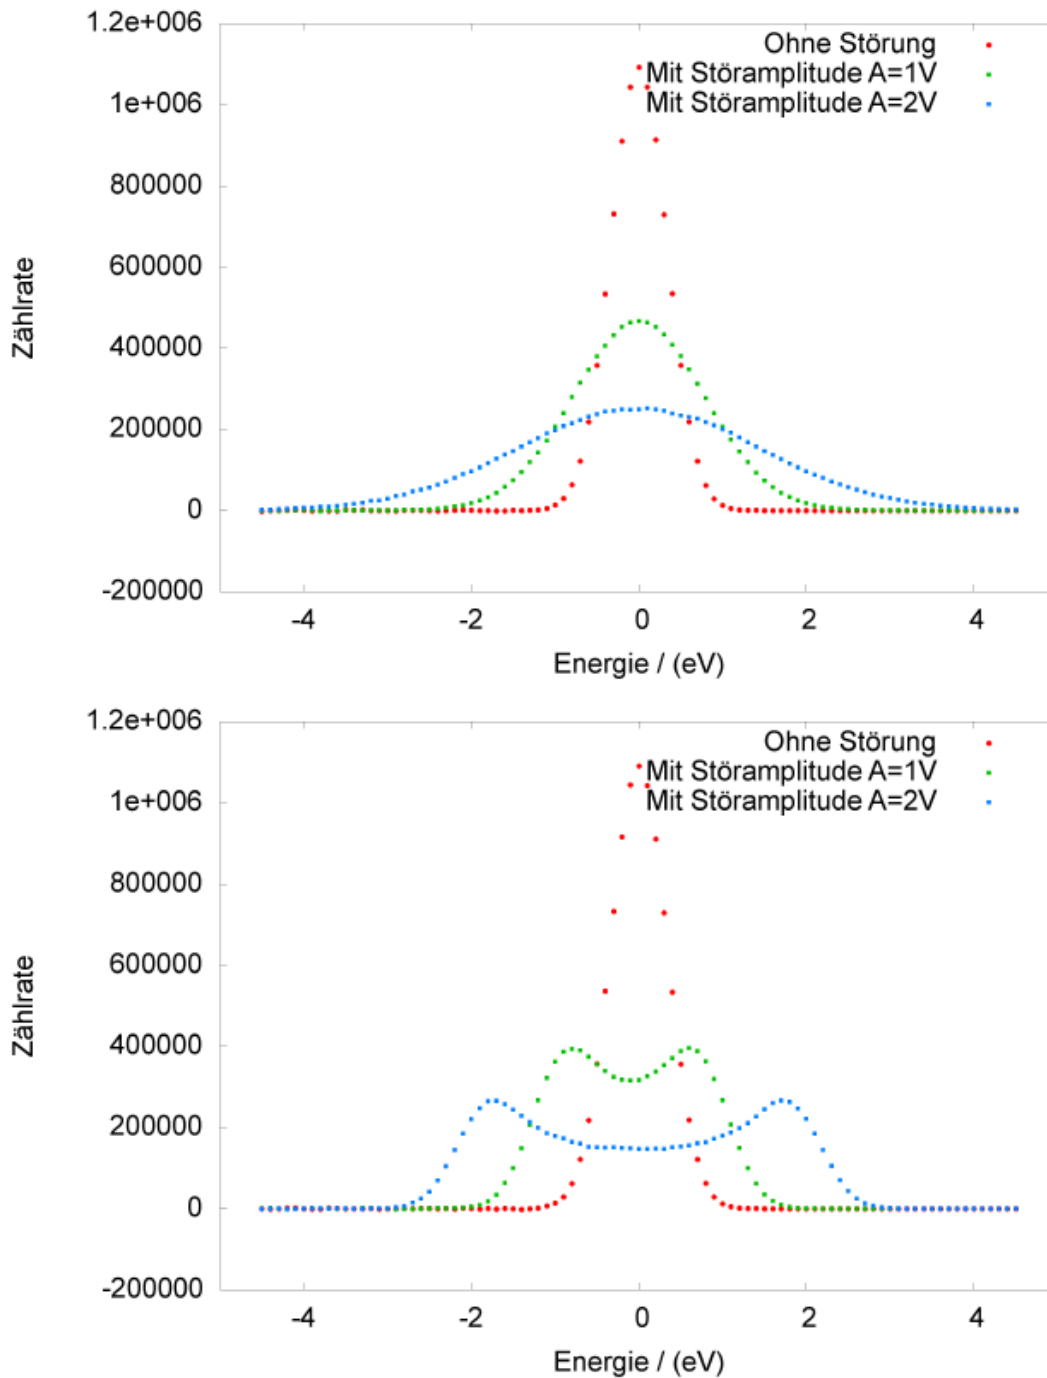 1.2e+006
1e+006
800000
600000
400000
200000
0
-200000
Zählrate
Ohne Störung
Mit Störamplitude A=1V
Mit Störamplitude A=2V
-4 -2 0 2 4
Energie / (eV)
1.2e+006
1e+006
800000
600000
400000
200000
0
-200000
Zählrate
Ohne Störung
Mit Störamplitude A=1V
Mit Störamplitude A=2V
-4 -2 0 2 4
Energie / (eV)